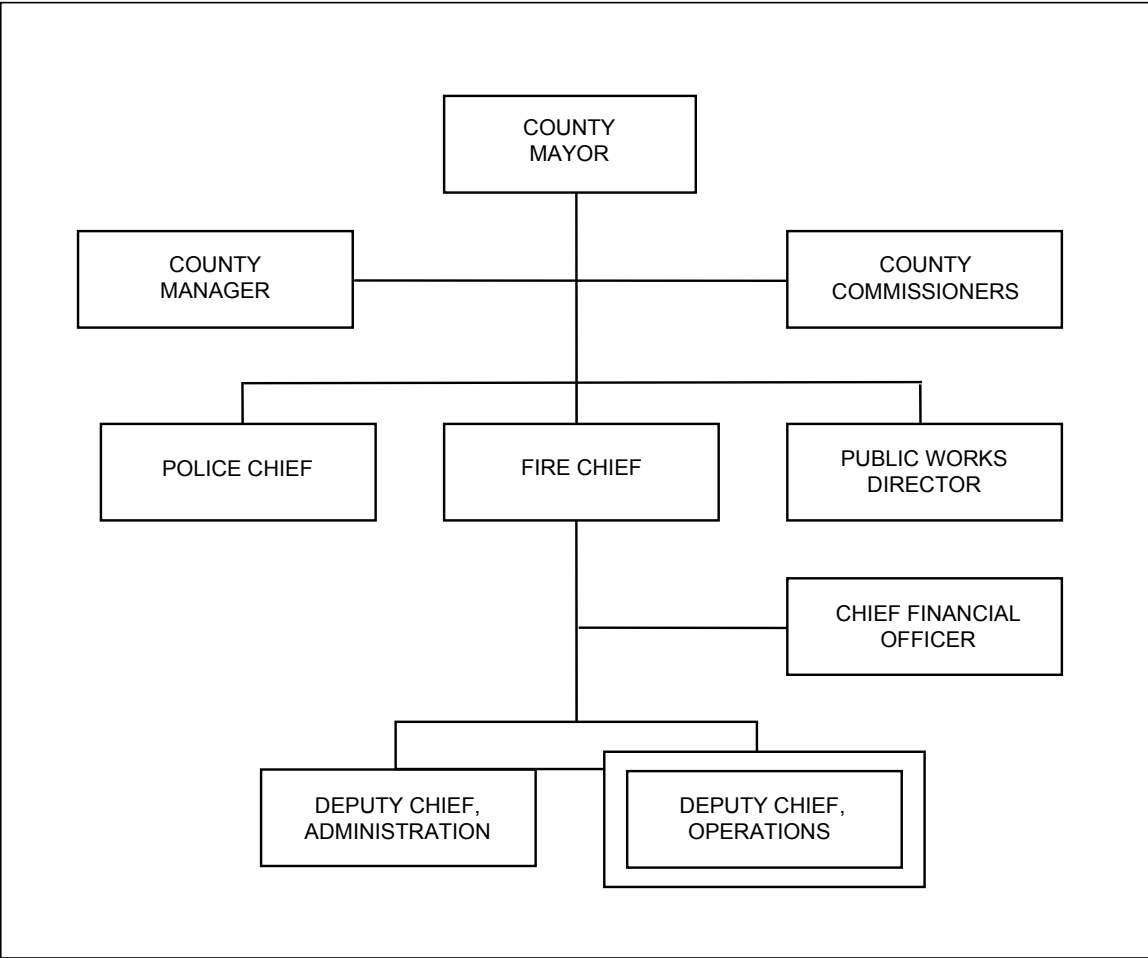 COUNTY
MAYOR
COUNTY
MANAGER
COUNTY
COMMISSIONERS
POLICE CHIEF
FIRE CHIEF
PUBLIC WORKS
DIRECTOR
CHIEF FINANCIAL
OFFICER
DEPUTY CHIEF,
ADMINISTRATION
DEPUTY CHIEF,
OPERATIONS